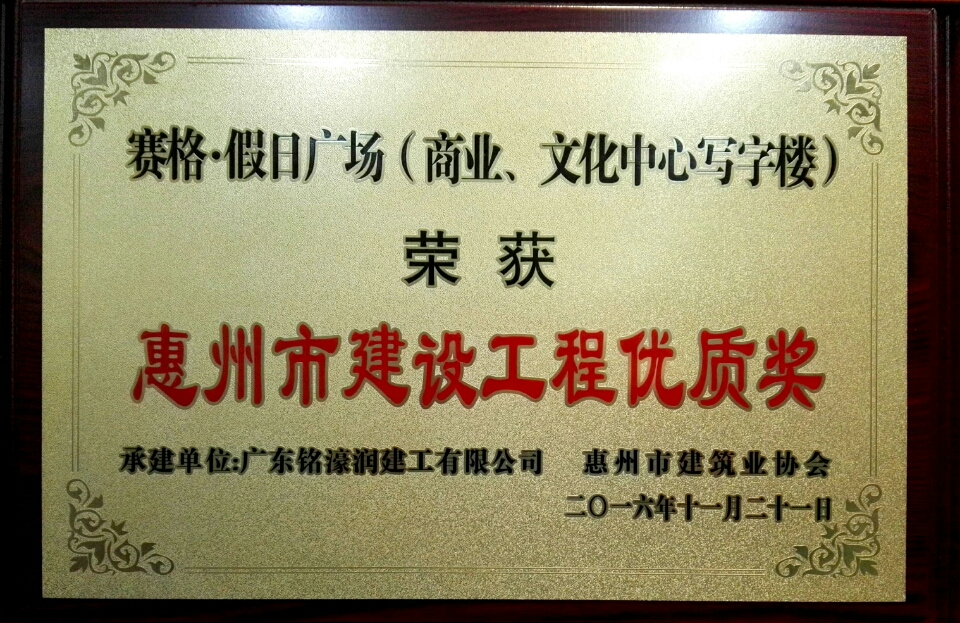 赛格·假日广场（商业、文化中心写字楼）
荣获
惠州市建设工程优质奖
承建单位:广东铭濠润建工有限公司 惠州市建筑业协会
二〇一六年十一月二十一日